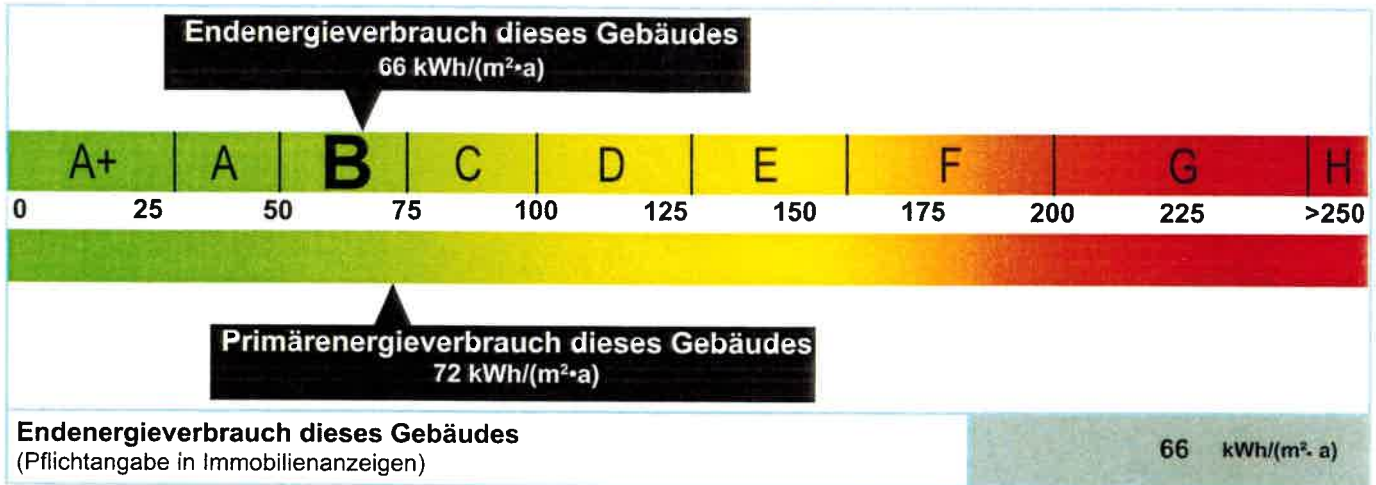 Endenergieverbrauch dieses Gebäudes
66 kWh/(m²•a)
A+ A B C D E F G H
0 25 50 75 100 125 150 175 200 225 >250
Primärenergieverbrauch dieses Gebäudes
72 kWh/(m²•a)
Endenergieverbrauch dieses Gebäudes
(Pflichtangabe in Immobilienanzeigen)
66 kWh/(m²· a)